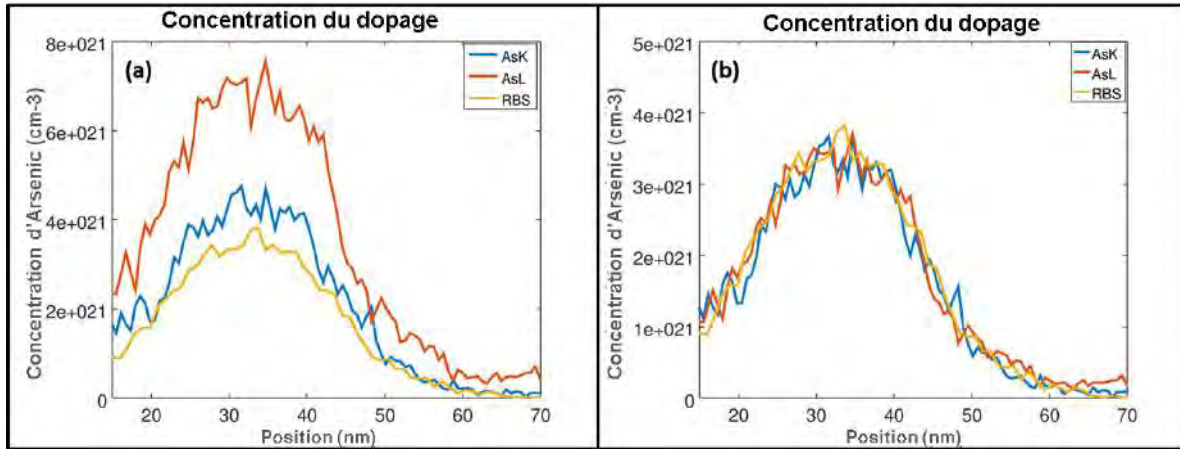 Concentration du dopage
(a)
AsK
AsL
RBS
Concentration d'Arsenic (cm-3)
8e+021
6e+021
4e+021
2e+021
0
20
30
40
50
60
70
Position (nm)
Concentration du dopage
(b)
AsK
AsL
RBS
Concentration d'Arsenic (cm-3)
5e+021
4e+021
3e+021
2e+021
1e+021
0
20
30
40
50
60
70
Position (nm)